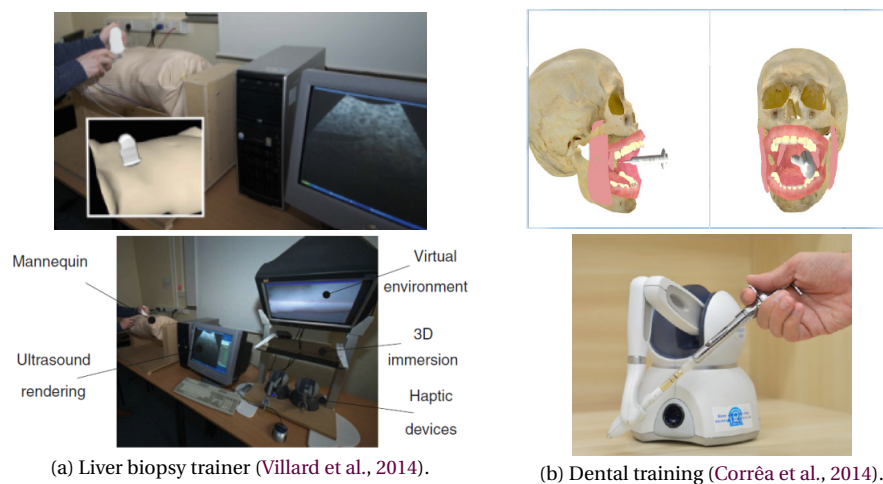 Mannequin
Ultrasound
rendering
Virtual
environment
3D
immersion
Haptic
devices
(a) Liver biopsy trainer (Villard et al., 2014).
(b) Dental training (Corrêa et al., 2014).